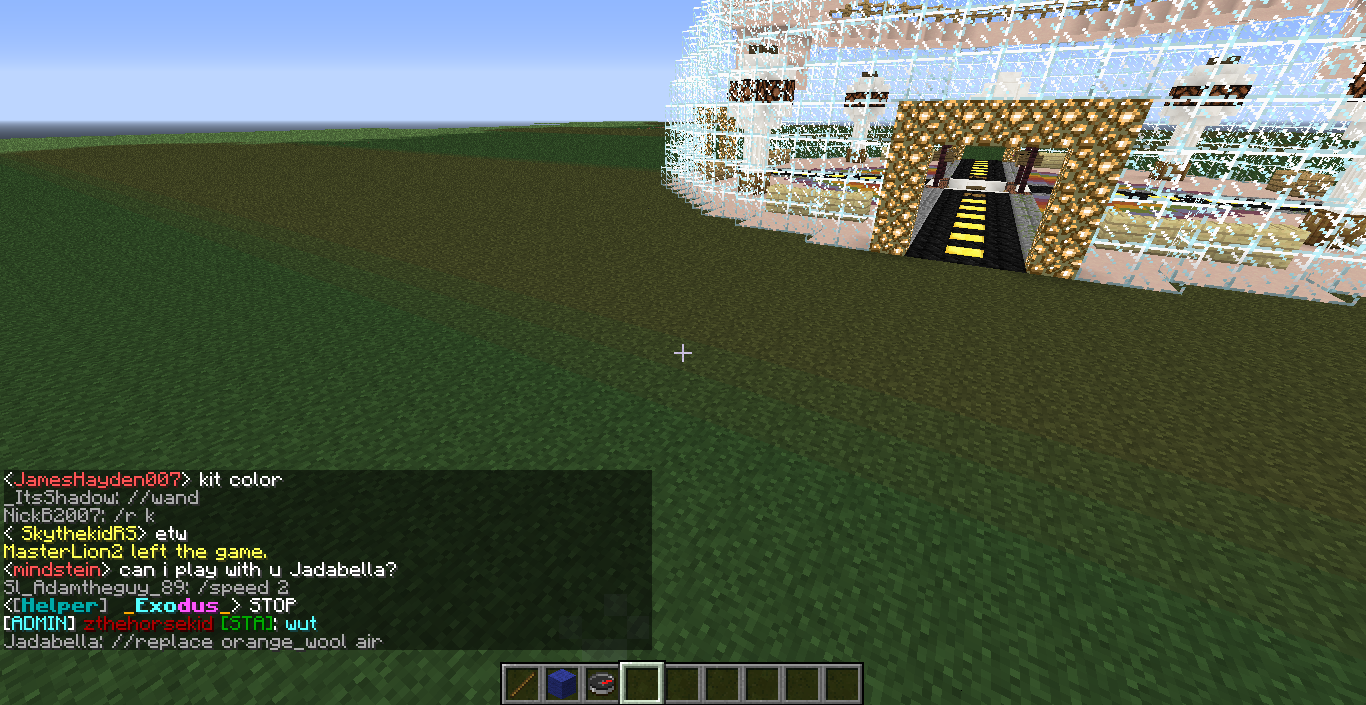 <JamesHayden007> kit color
_ItsShadow: //wand
NickB2007: /r k
< SkythekidRS> etw
MasterLion2 left the game.
<mindstein> can i play with u Jadabella?
Sl_Adamtheguy_89: /speed 2
<[Helper] _Exodus_> STOP
[ADMIN] zthehorsekid [STA]: wut
Jadabella: //replace orange_wool air